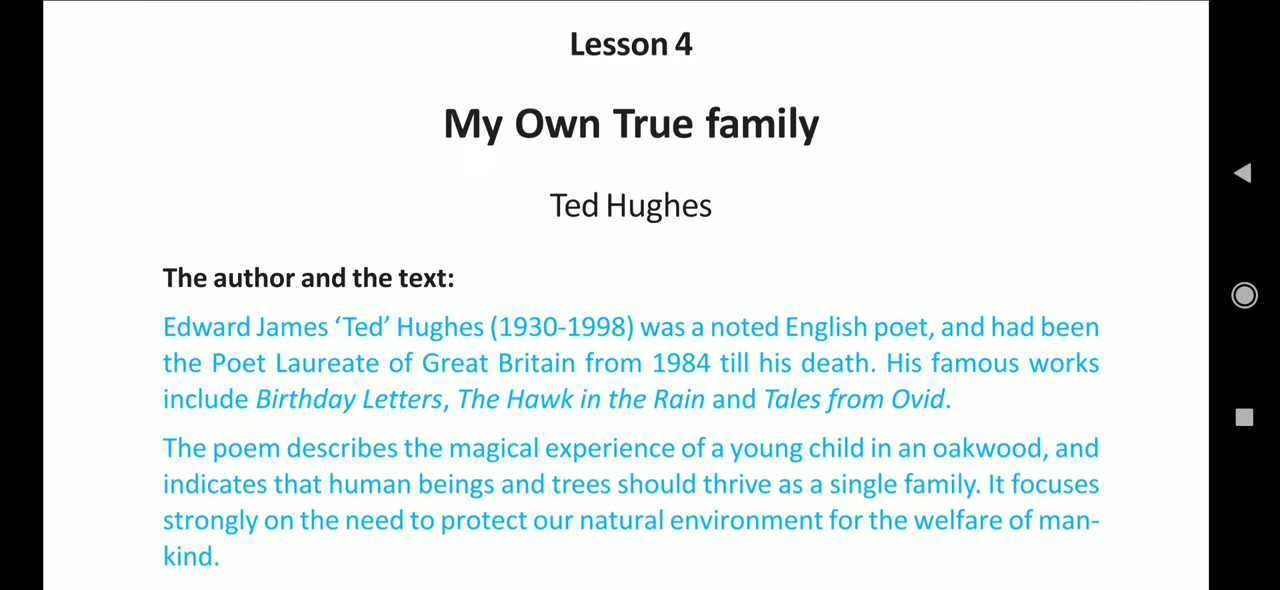 Lesson 4
My Own True family
Ted Hughes
The author and the text:
Edward James ‘Ted’ Hughes (1930-1998) was a noted English poet, and had been
the Poet Laureate of Great Britain from 1984 till his death. His famous works
include Birthday Letters, The Hawk in the Rain and Tales from Ovid.
The poem describes the magical experience of a young child in an oakwood, and
indicates that human beings and trees should thrive as a single family. It focuses
strongly on the need to protect our natural environment for the welfare of man-
kind.